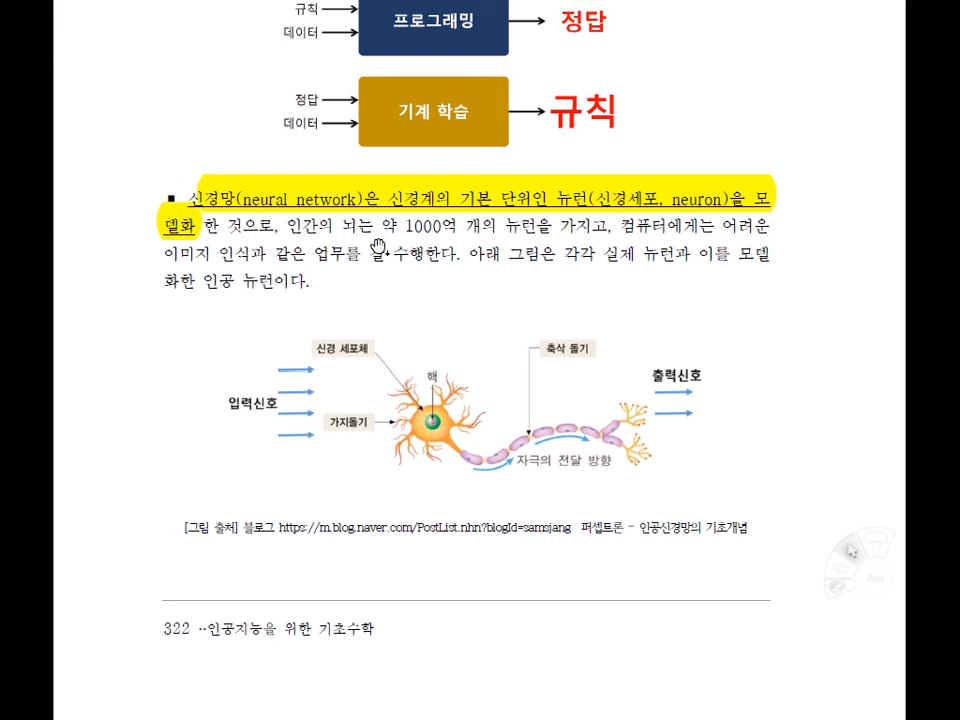 규칙
데이터
프로그래밍
정답
정답
데이터
기계 학습
규칙
▪ 신경망(neural network)은 신경계의 기본 단위인 뉴런(신경세포, neuron)을 모
델화 한 것으로, 인간의 뇌는 약 1000억 개의 뉴런을 가지고, 컴퓨터에게는 어려운
이미지 인식과 같은 업무를 수행한다. 아래 그림은 각각 실제 뉴런과 이를 모델
화한 인공 뉴런이다.
신경 세포체
축삭 돌기
핵
출력신호
입력신호
가지돌기
자극의 전달 방향
[그림 출처] 블로그 https://m.blog.naver.com/PostList.nhn?blogId=samsjang 퍼셉트론 - 인공신경망의 기초개념
322 ··인공지능을 위한 기초수학